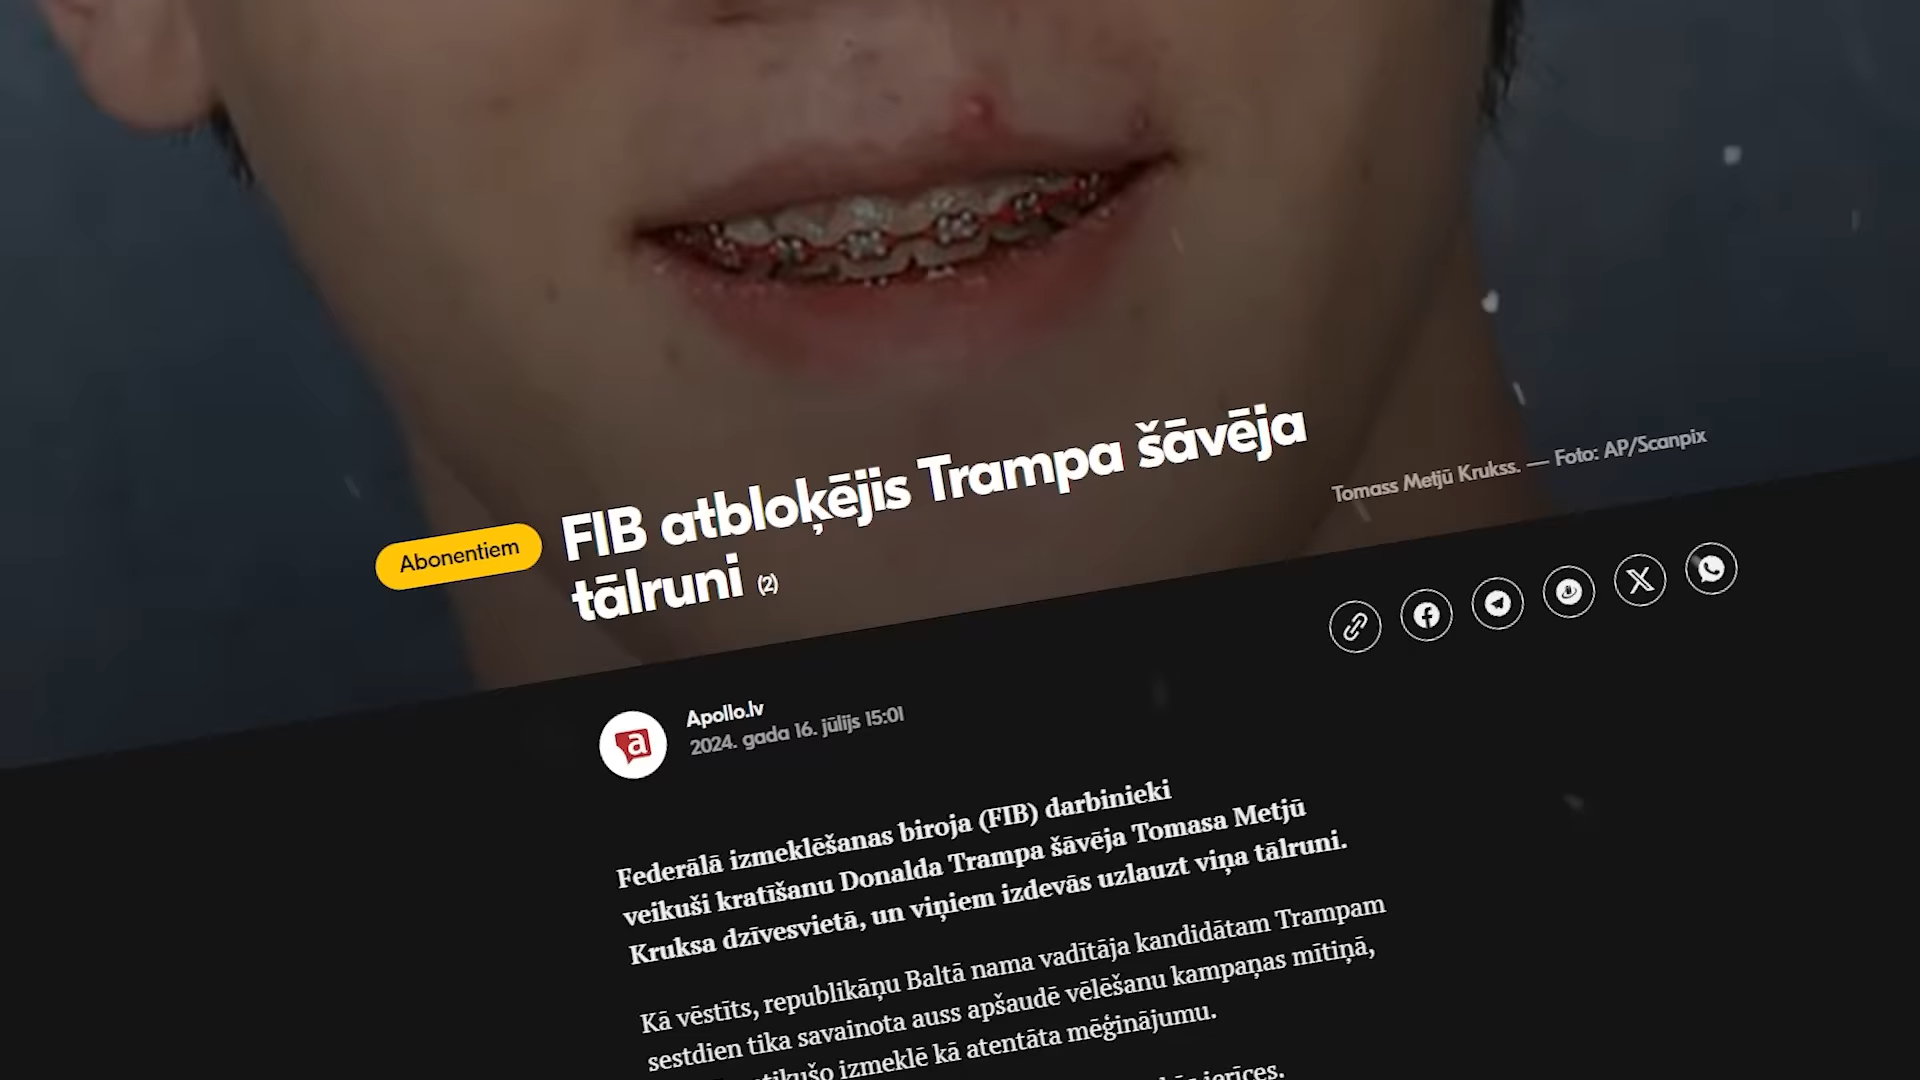 FIB atbloķējis Trampa šāvēja
Abonentiem
tālruni (2)
Tomass Metjū Krukss. — Foto: AP/Scanpix
Apollo.lv
2024. gada 16. jūlijs 15:01
Federālā izmeklēšanas biroja (FIB) darbinieki
veikuši kratīšanu Donalda Trampa šāvēja Tomasa Metjū
Kruksa dzīvesvietā, un viņiem izdevās uzlauzt viņa tālruni.
Kā vēstīts, republikāņu Baltā nama vadītāja kandidātam Trampam
sestdien tika savainota auss apšaudē vēlēšanu kampaņas mītiņā,
izmeklē kā atentāta mēģinājumu.
ierīces.